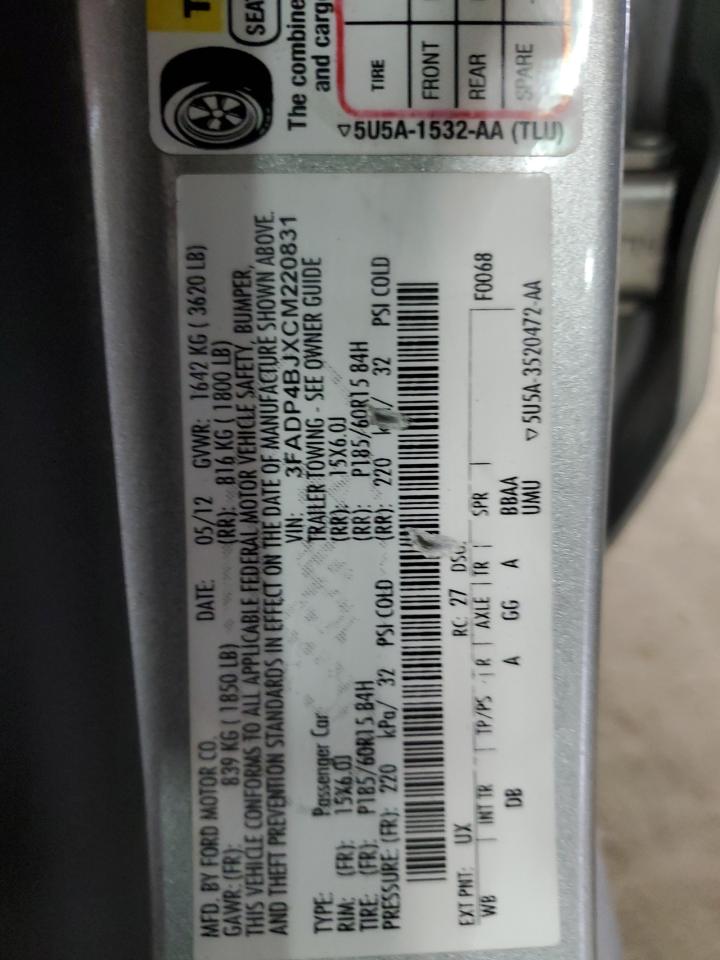 T
SEAT
The combine
and carg
TIRE
FRONT
REAR
SPARE
▽5U5A-1532-AA (TLU)
MFD. BY FORD MOTOR CO.
DATE: 05/12 GVWR: 1642 KG ( 3620 LB)
GAWR: (FR): 839 KG ( 1850 LB) (RR): 816 KG ( 1800 LB)
THIS VEHICLE CONFORMS TO ALL APPLICABLE FEDERAL MOTOR VEHICLE SAFETY, BUMPER,
AND THEFT PREVENTION STANDARDS IN EFFECT ON THE DATE OF MANUFACTURE SHOWN ABOVE.
VIN: 3FADP4BJXCM220831
TYPE: Passenger Car TRAILER TOWING - SEE OWNER GUIDE
RIM: (FR): 15X6.0J (RR): 15X6.0J
TIRE: (FR): P185/60R15 84H (RR): P185/60R15 84H
PRESSURE: (FR): 220 kPa/ 32 PSI COLD (RR): 220 / 32 PSI COLD
EXT PNT: UX RC: 27 DSO: F0068
WB INT TR TP/PS R AXLE TR SPR
DB A GG A BBAA
UMU
▽5U5A-3520472-AA